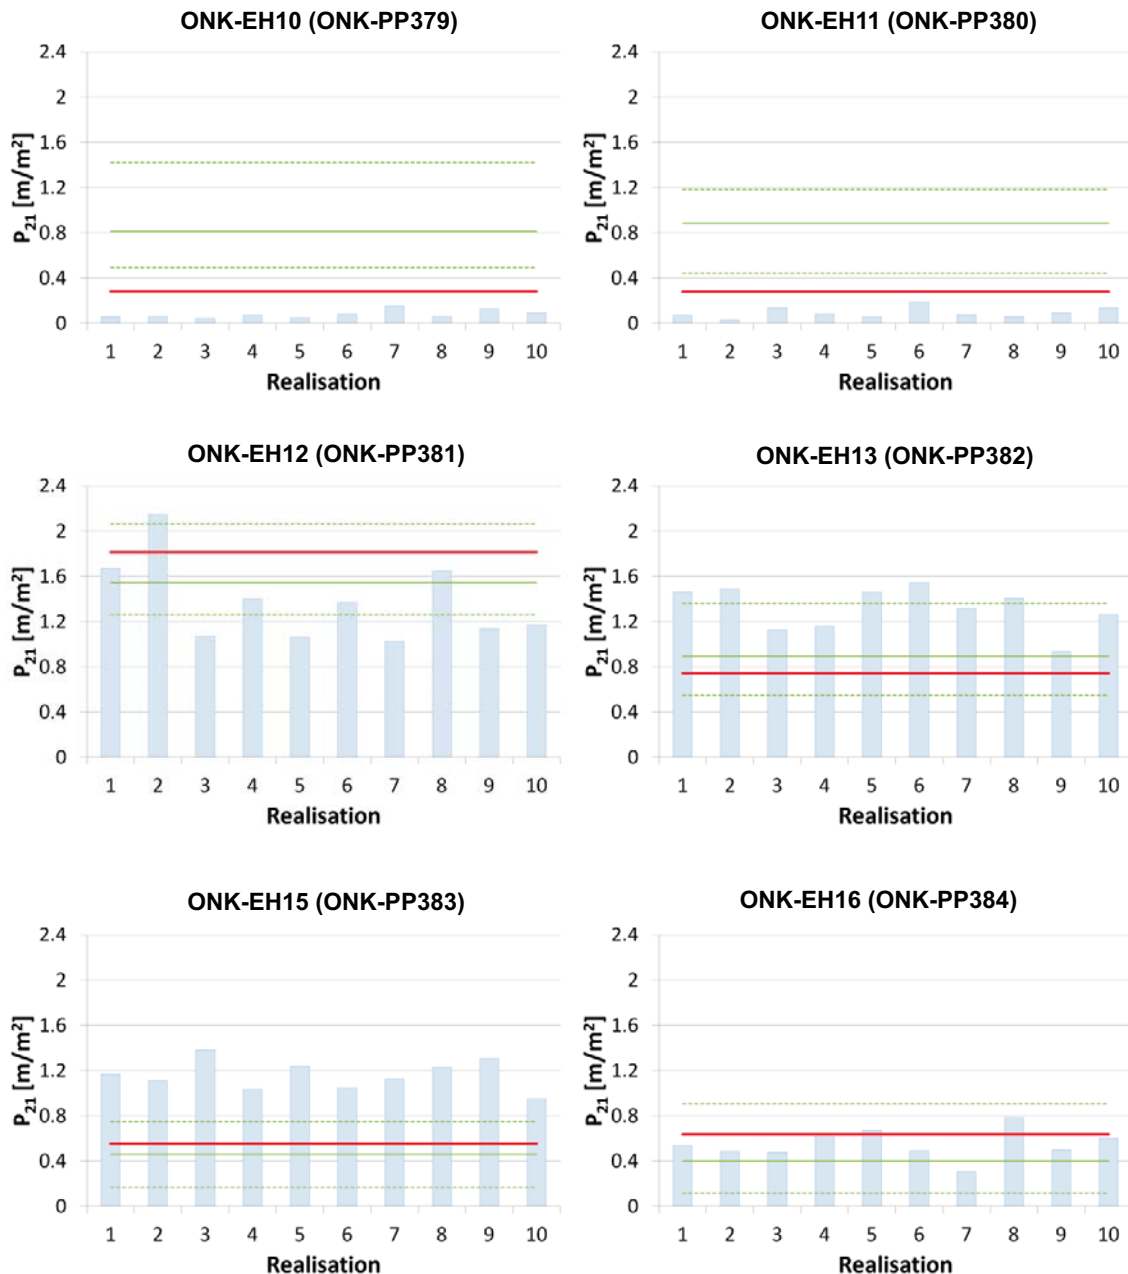 ONK-EH10 (ONK-PP379)
2.4
2
1.6
1.2
0.8
0.4
0
P21 [m/m²]
1 2 3 4 5 6 7 8 9 10
Realisation
ONK-EH11 (ONK-PP380)
2.4
2
1.6
1.2
0.8
0.4
0
P21 [m/m²]
1 2 3 4 5 6 7 8 9 10
Realisation
ONK-EH12 (ONK-PP381)
2.4
2
1.6
1.2
0.8
0.4
0
P21 [m/m²]
1 2 3 4 5 6 7 8 9 10
Realisation
ONK-EH13 (ONK-PP382)
2.4
2
1.6
1.2
0.8
0.4
0
P21 [m/m²]
1 2 3 4 5 6 7 8 9 10
Realisation
ONK-EH15 (ONK-PP383)
2.4
2
1.6
1.2
0.8
0.4
0
P21 [m/m²]
1 2 3 4 5 6 7 8 9 10
Realisation
ONK-EH16 (ONK-PP384)
2.4
2
1.6
1.2
0.8
0.4
0
P21 [m/m²]
1 2 3 4 5 6 7 8 9 10
Realisation